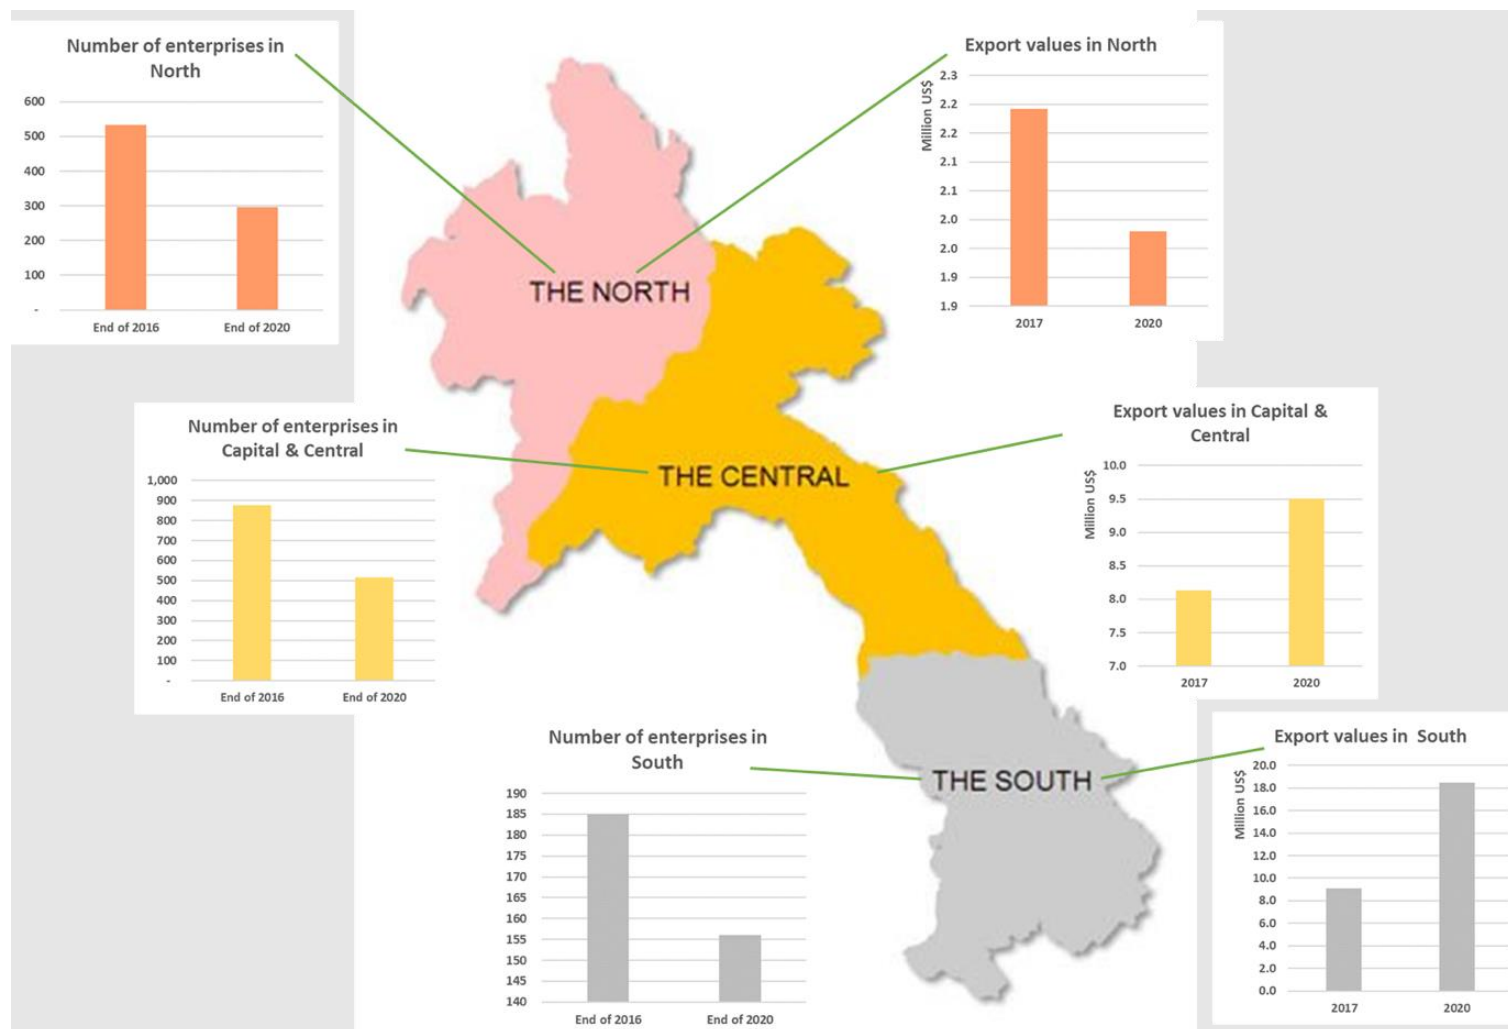 Number of enterprises in
North
600
500
400
300
200
100
-
End of 2016
End of 2020
Export values in North
Million US$
2.3
2.2
2.2
2.1
2.1
2.0
2.0
1.9
1.9
2017
2020
THE NORTH
Number of enterprises in
Capital & Central
1,000
900
800
700
600
500
400
300
200
100
-
End of 2016
End of 2020
THE CENTRAL
Export values in Capital &
Central
Million US$
10.0
9.5
9.0
8.5
8.0
7.5
7.0
2017
2020
Number of enterprises in
South
190
185
180
175
170
165
160
155
150
145
140
End of 2016
End of 2020
THE SOUTH
Export values in South
Million US$
20.0
18.0
16.0
14.0
12.0
10.0
8.0
6.0
4.0
2.0
0.0
2017
2020